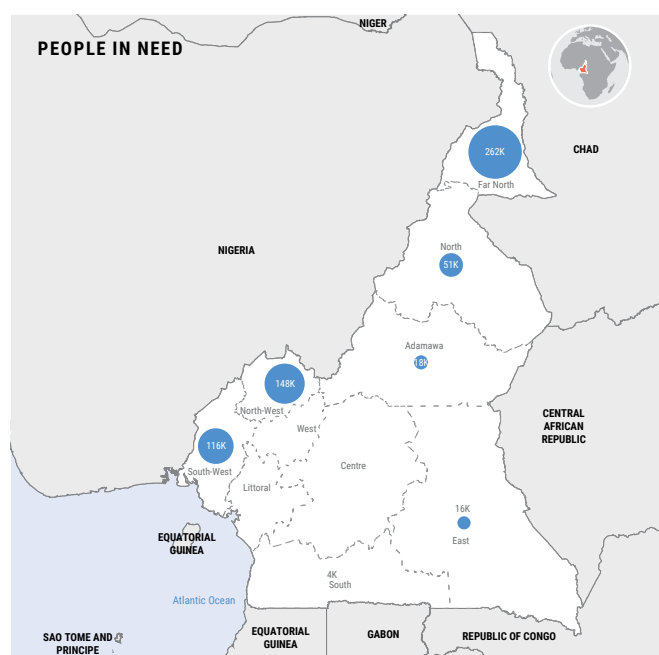 NIGER
PEOPLE IN NEED
262K
CHAD
Far North
North
NIGERIA
51K
Adamawa
18K
148K
North-West
CENTRAL
AFRICAN
REPUBLIC
West
116K
South-West
Centre
Littoral
16K
East
EQUATORIAL
GUINEA
4K
South
Atlantic Ocean
SAO TOME AND
PRINCIPE
EQUATORIAL
GUINEA
GABON
REPUBLIC OF CONGO